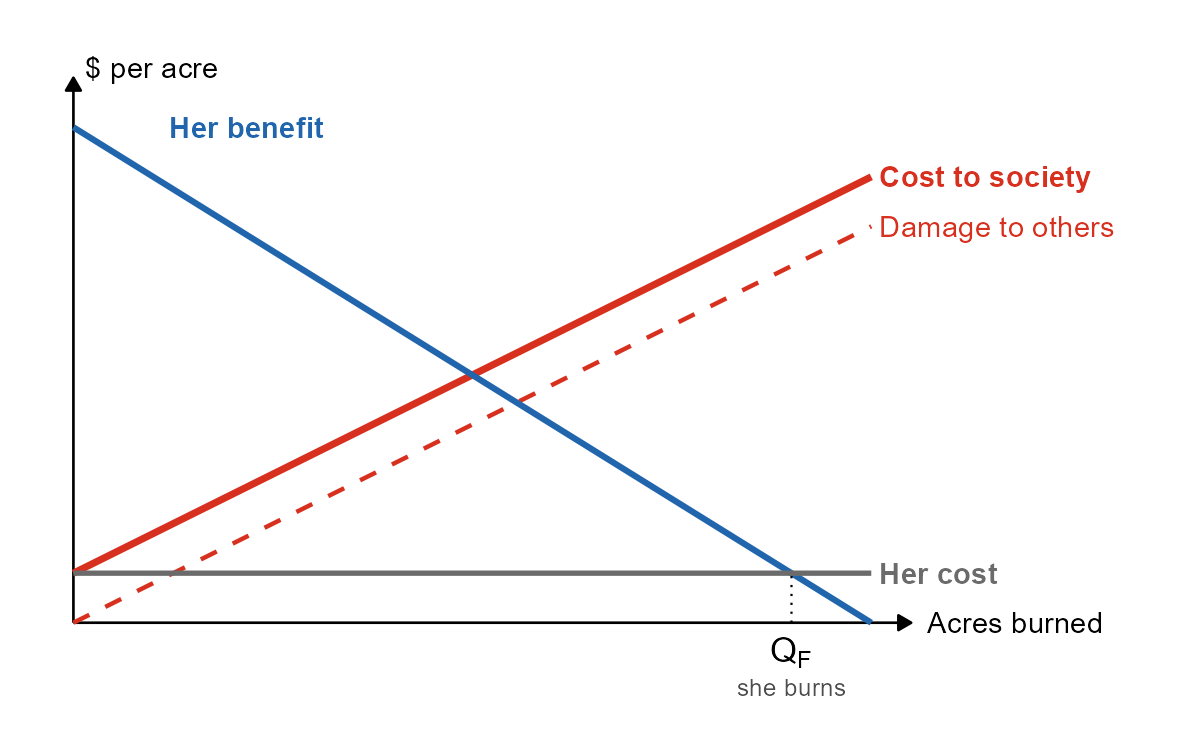 $ per acre
Her benefit
Cost to society
Damage to others
Her cost
Acres burned
QF
she burns